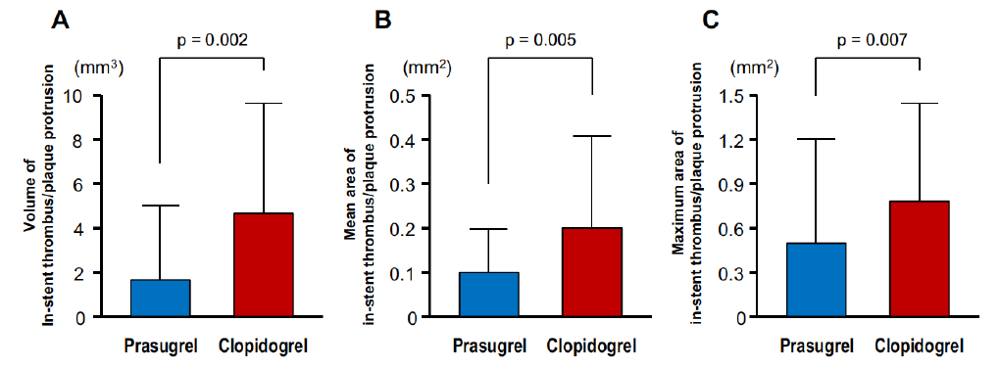 A
p = 0.002
(mm³)
Volume of
In-stent thrombus/plaque protrusion
10
8
6
4
2
0
Prasugrel Clopidogrel
B
p = 0.005
(mm²)
Mean area of
in-stent thrombus/plaque protrusion
0.5
0.4
0.3
0.2
0.1
0
Prasugrel Clopidogrel
C
p = 0.007
(mm²)
Maximum area of
in-stent thrombus/plaque protrusion
1.5
1.2
0.9
0.6
0.3
0
Prasugrel Clopidogrel